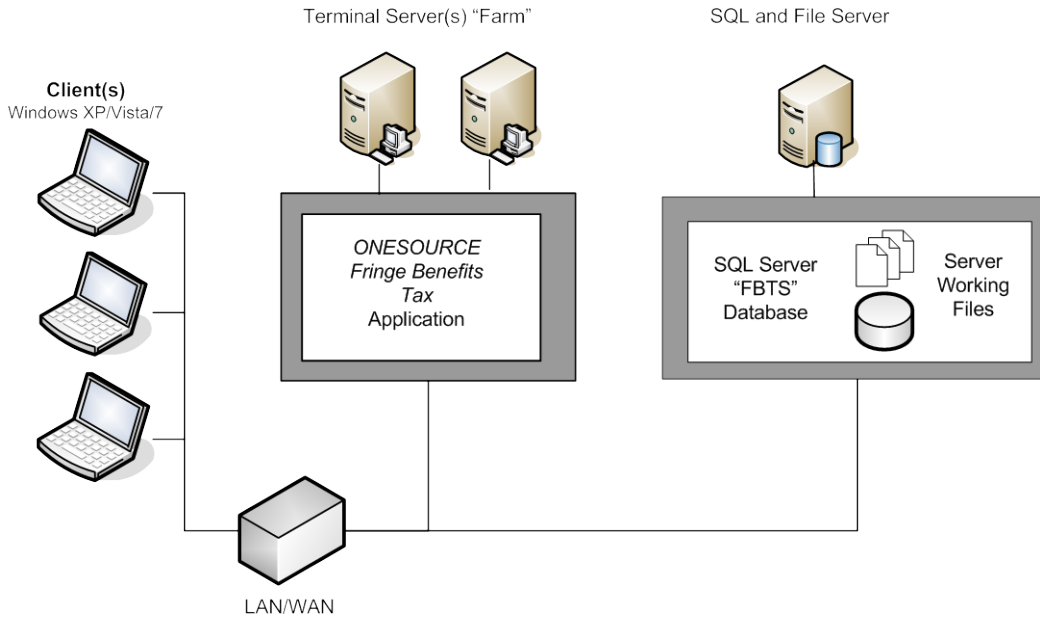 Terminal Server(s) “Farm”
SQL and File Server
Client(s)
Windows XP/Vista/7
ONESOURCE
Fringe Benefits
Tax
Application
SQL Server
“FBTS”
Database
Server
Working
Files
LAN/WAN